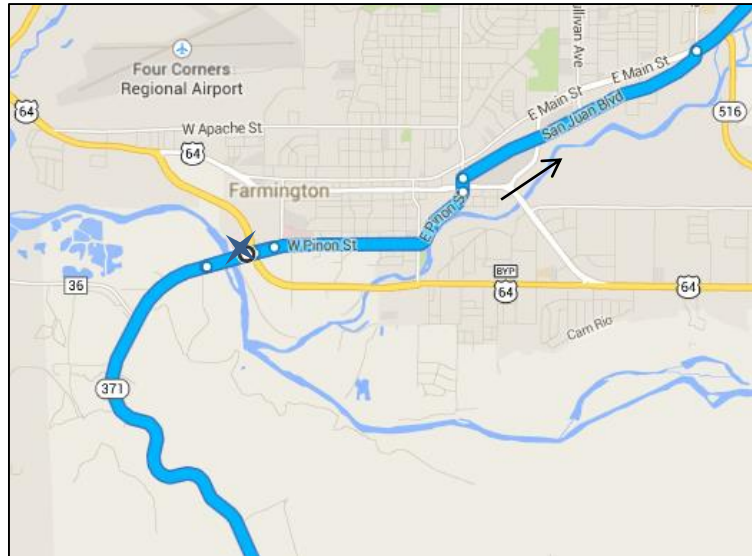 Sullivan Ave
Four Corners
Regional Airport
E Main St
E Main St
San Juan Blvd
516
64
W Apache St
64
Farmington
E Pinon St
W Pinon St
36
BYP
64
64
Cam Rio
371